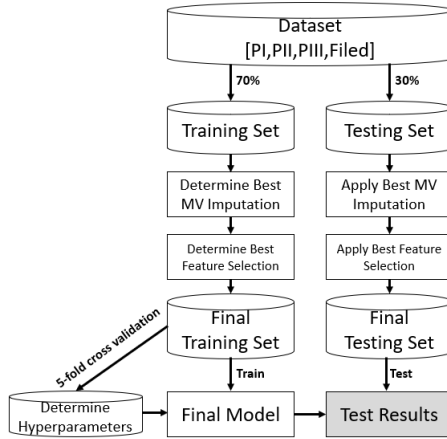 Dataset
[PI,PII,PIII,Filed]
70%
30%
Training Set
Testing Set
Determine Best
MV Imputation
Apply Best MV
Imputation
Determine Best
Feature Selection
Apply Best Feature
Selection
5-fold cross validation
Final
Training Set
Final
Testing Set
Train
Test
Determine
Hyperparameters
Final Model
Test Results